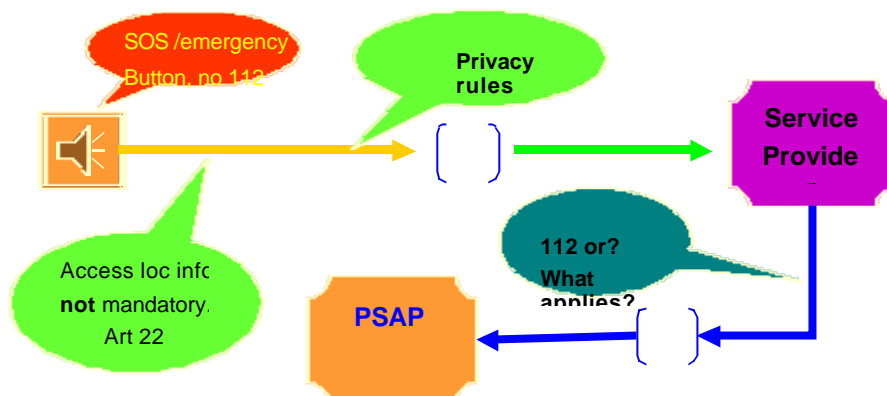 SOS /emergency
Button, no 112
Privacy
rules
Service
Provide
112 or?
What
applies?
Access loc info
not mandatory.
Art 22
PSAP